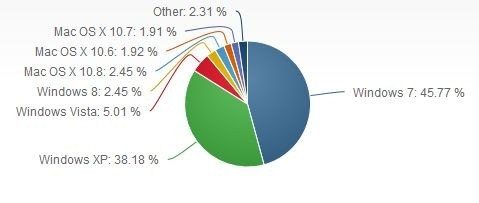 Other: 2.31 %
Mac OS X 10.7: 1.91 %
Mac OS X 10.6: 1.92 %
Mac OS X 10.8: 2.45 %
Windows 8: 2.45 %
Windows 7: 45.77 %
Windows Vista: 5.01 %
Windows XP: 38.18 %